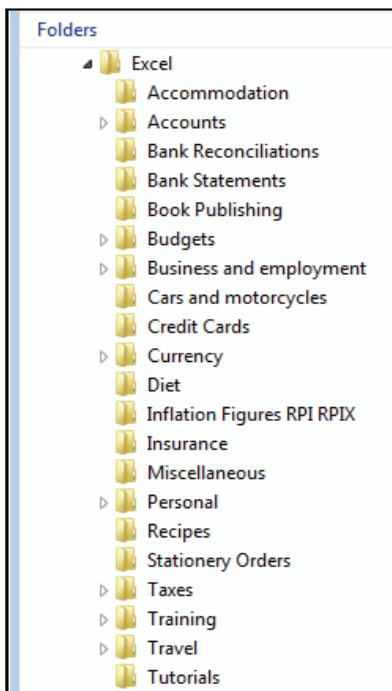 Folders
Excel
Accommodation
Accounts
Bank Reconciliations
Bank Statements
Book Publishing
Budgets
Business and employment
Cars and motorcycles
Credit Cards
Currency
Diet
Inflation Figures RPI RPIX
Insurance
Miscellaneous
Personal
Recipes
Stationery Orders
Taxes
Training
Travel
Tutorials